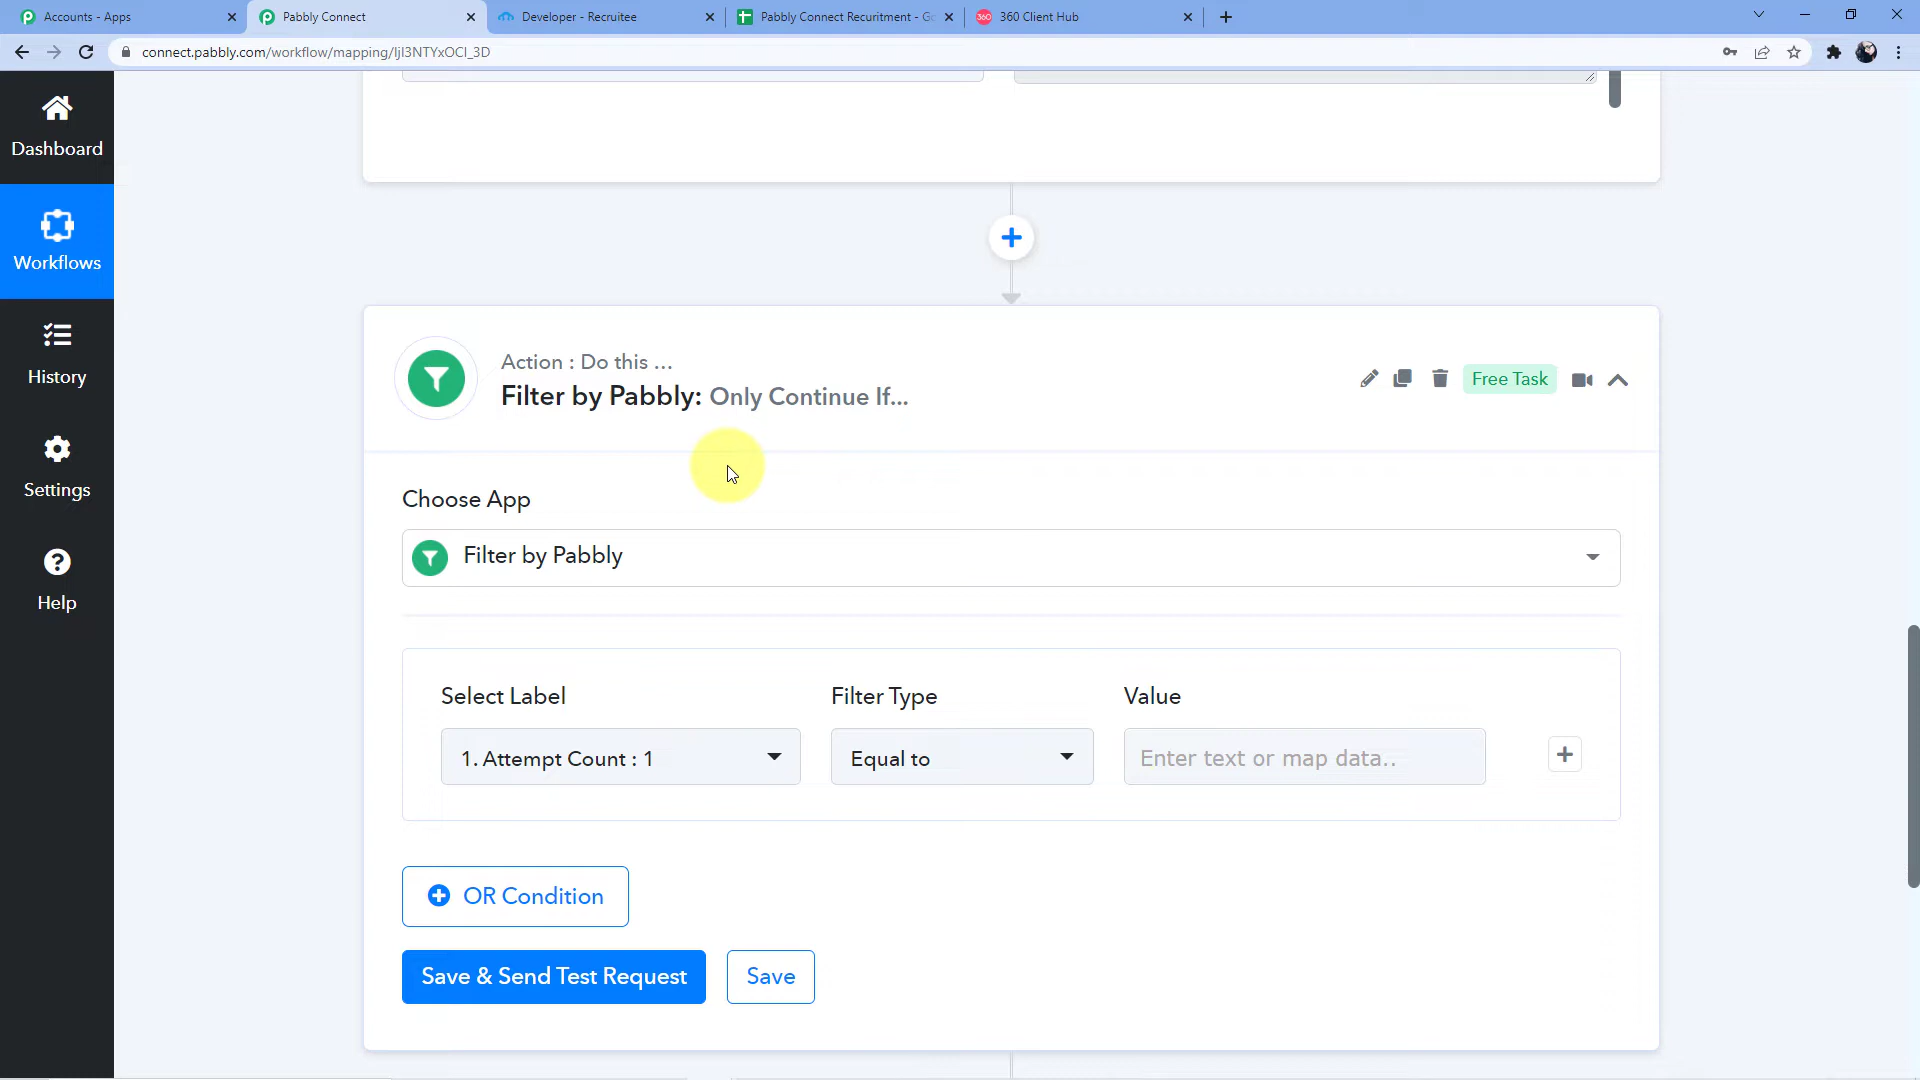 Accounts - Apps
Pabbly Connect
Developer - Recruitee
Pabbly Connect Recuritment - Go
360 Client Hub
connect.pabbly.com/workflow/mapping/IjI3NTYxOCI_3D
Dashboard
Workflows
History
Settings
Help
Action : Do this ...
Filter by Pabbly: Only Continue If...
Free Task
Choose App
Filter by Pabbly
Select Label
Filter Type
Value
1. Attempt Count : 1
Equal to
Enter text or map data..
OR Condition
Save & Send Test Request
Save